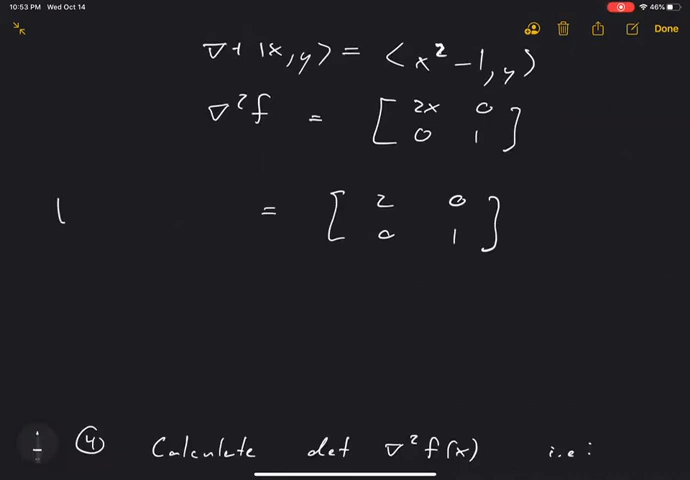 10:53 PM Wed Oct 14
46%
Done
∇f(x,y) = ⟨x² - 1, y⟩
∇²f = [2x 0
0 1]
| = [2 0
0 1]
④ Calculate det ∇²f(x) i.e: